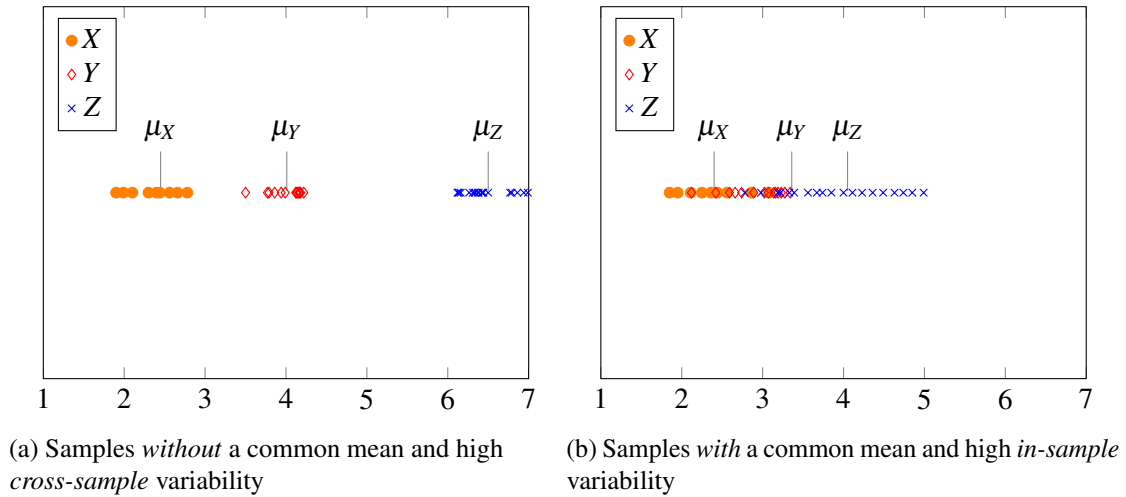 X
Y
Z
μX
μY
μZ
1 2 3 4 5 6 7
(a) Samples without a common mean and high
cross-sample variability
X
Y
Z
μX
μY
μZ
1 2 3 4 5 6 7
(b) Samples with a common mean and high in-sample
variability